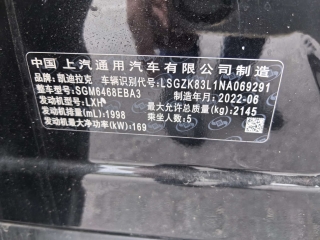 中国 上汽通用汽车有限公司制造
品牌：凯迪拉克 车辆识别代号：LSGZK83L1NA069291
整车型号：SGM6468EBA3 制造年月：2022-06
发动机型号：LXH 最大允许总质量(kg)：2145
发动机排量(mL)：1998 乘坐人数：5
发动机最大净功率(kW)：169